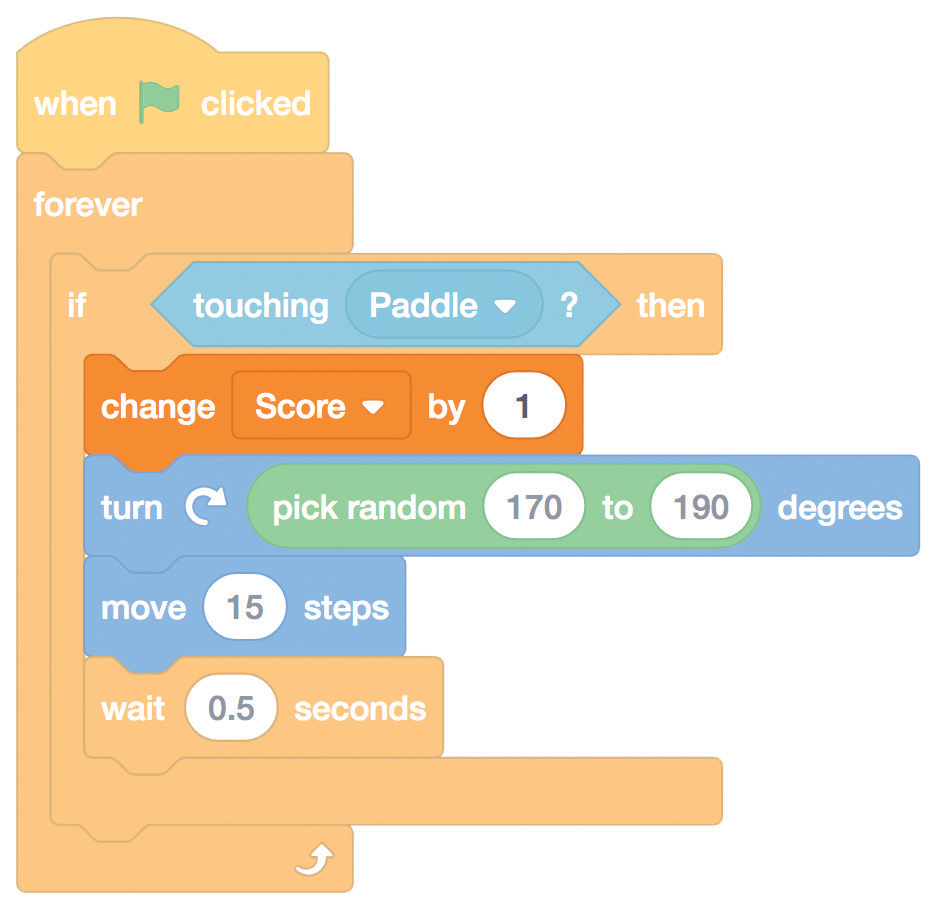 when clicked
forever
if touching Paddle ? then
change Score by 1
turn pick random 170 to 190 degrees
move 15 steps
wait 0.5 seconds